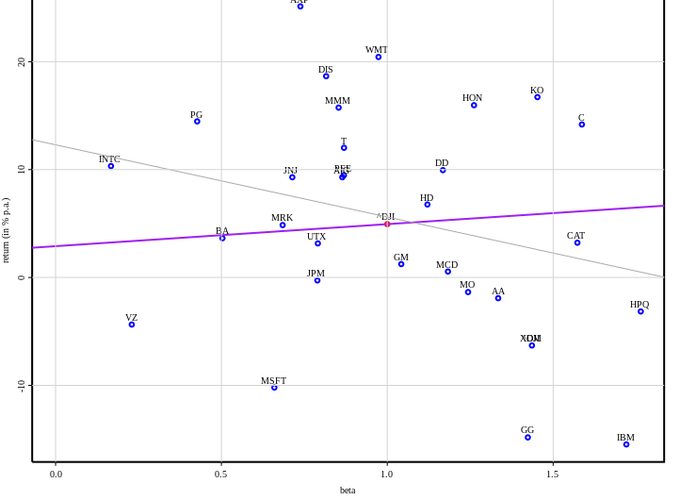 WMT
20
DIS
KO
MMM
HON
PG
C
T
INTC
10
JNJ
DD
HD
^DJI
MRK
BA
UTX
CAT
return (in % p.a.)
GM
MCD
0
JPM
MO
AA
HPQ
VZ
MSFT
-10
GG
IBM
0.0 0.5 1.0 1.5
beta